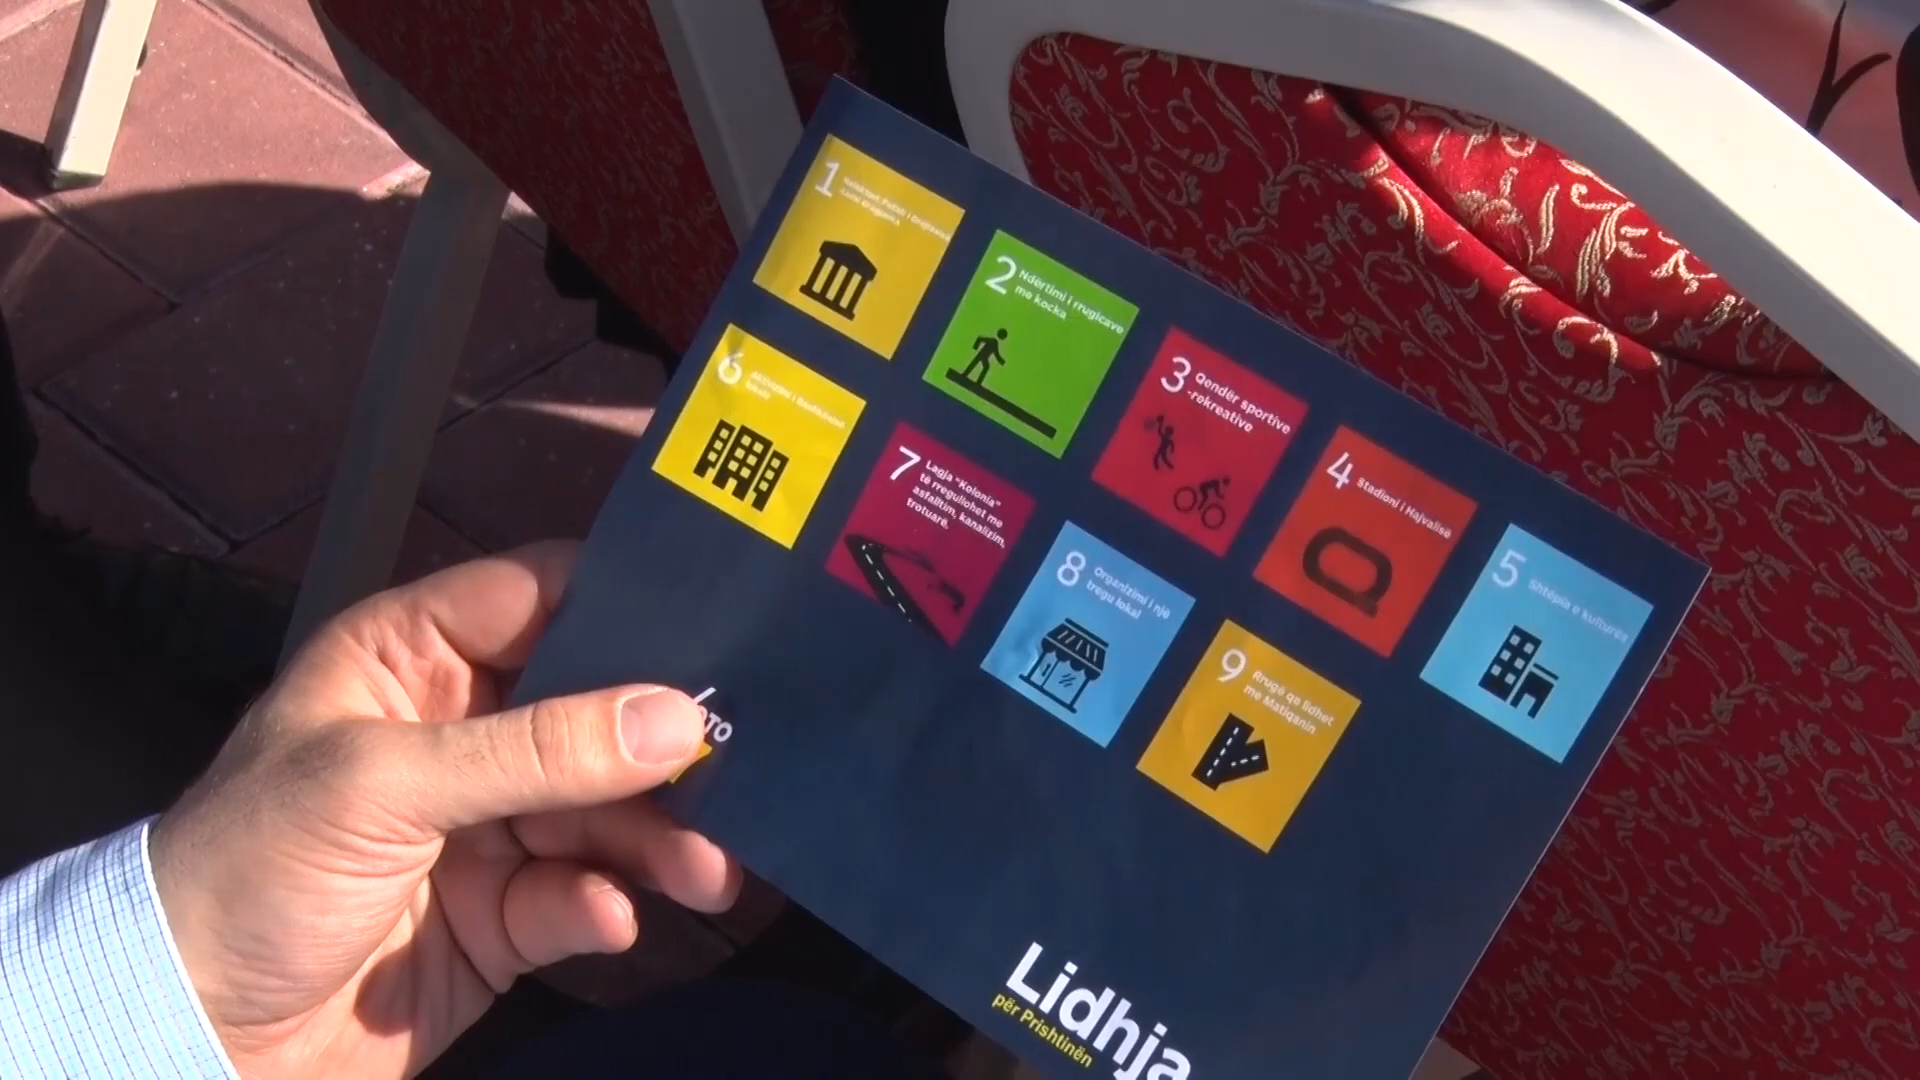 1
2
Ndërtimi i rrugicave
me kocka
3
Qendër sportive
-rekreative
4
Stadioni i Hajvalisë
5
Shtëpia e kulturës
6
7
Lagja "Kolonia"
të rregullohet me
asfaltim, kanalizim,
trotuarë.
8
Organizimi i një
tregu lokal
9
Rrugë qe lidhet
me Matiqanin
Lidhja
për Prishtinën